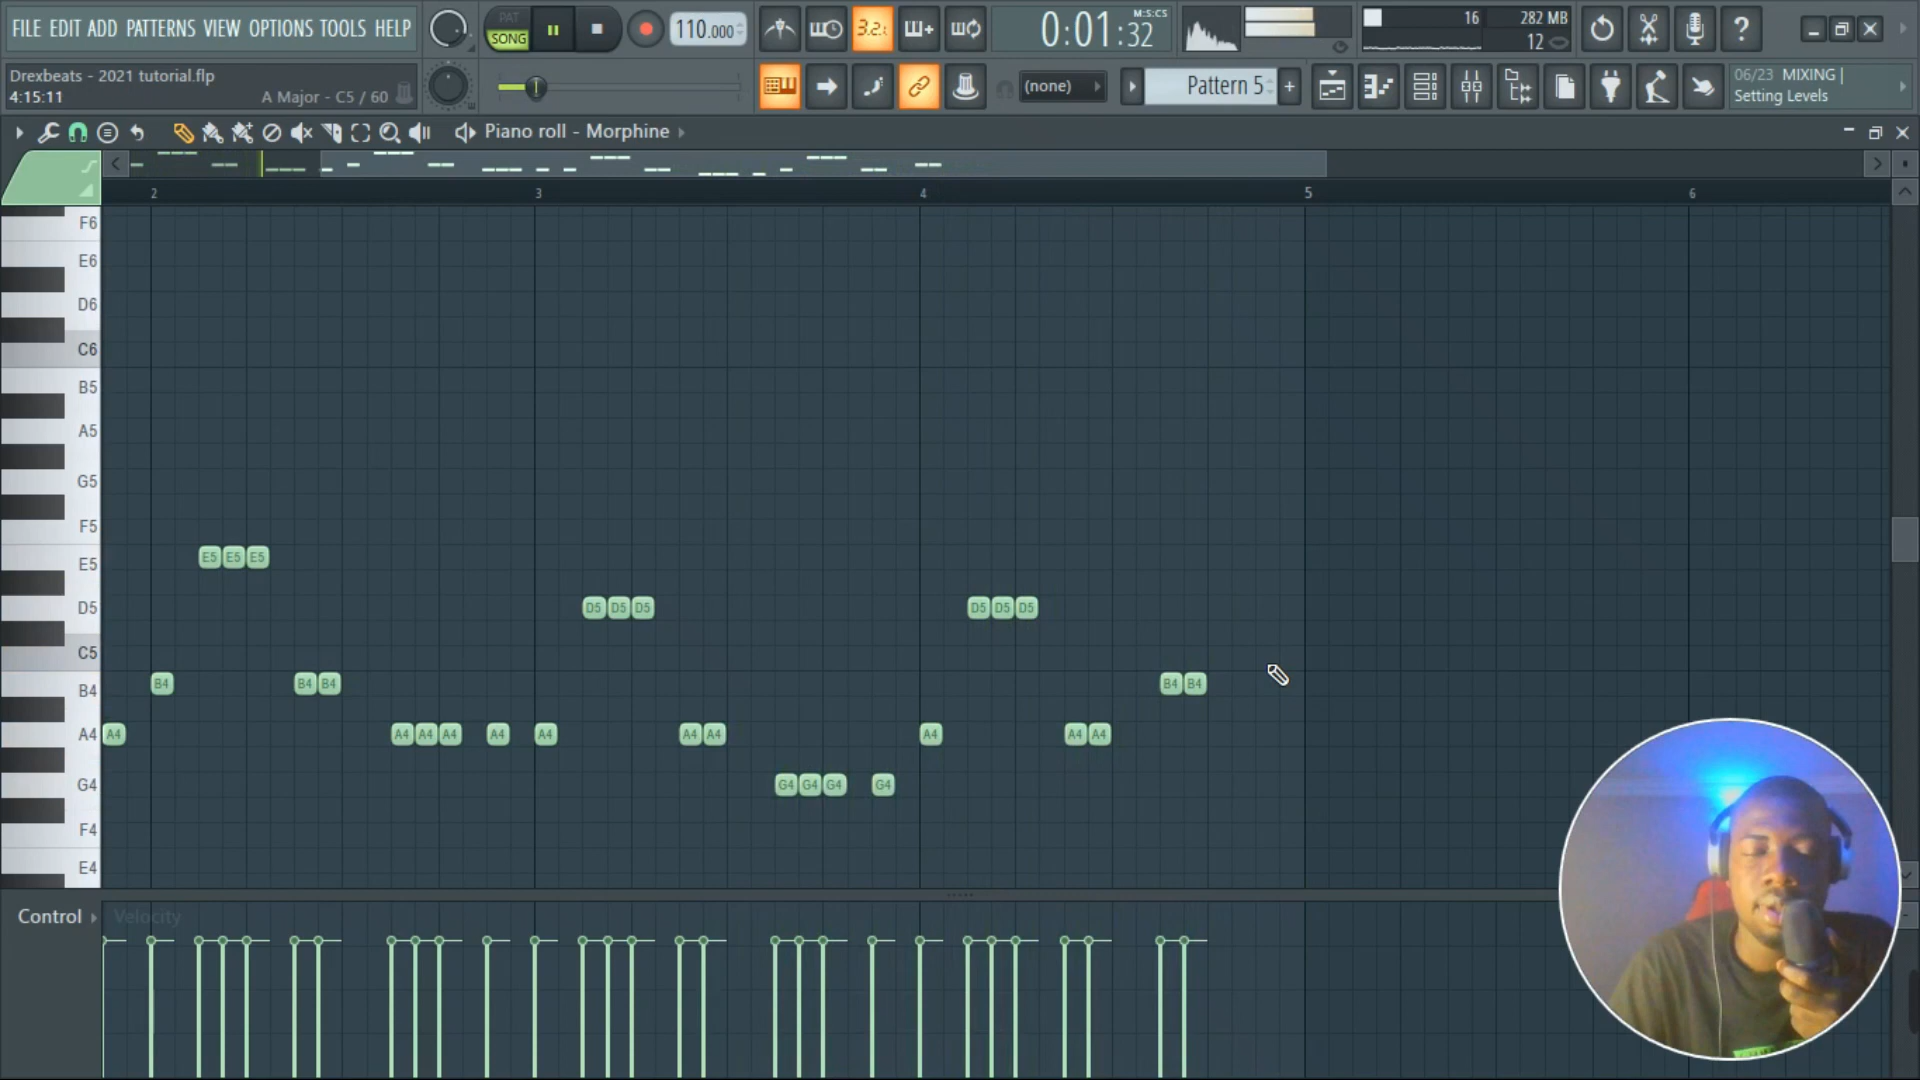 FILE EDIT ADD PATTERNS VIEW OPTIONS TOOLS HELP
PAT
SONG
110.000
3.2.
0:01:32
M:S:CS
16
282 MB
12
Drexbeats - 2021 tutorial.flp
4:15:11
A Major - C5 / 60
(none)
Pattern 5
06/23 MIXING |
Setting Levels
Piano roll - Morphine
2 3 4 5 6
F6
E6
D6
C6
B5
A5
G5
F5
E5 E5 E5 E5
D5 D5 D5 D5 D5 D5 D5
C5
B4 B4 B4 B4 B4 B4
A4 A4 A4 A4 A4 A4 A4 A4 A4 A4 A4 A4
G4 G4 G4 G4 G4
F4
E4
Control Velocity